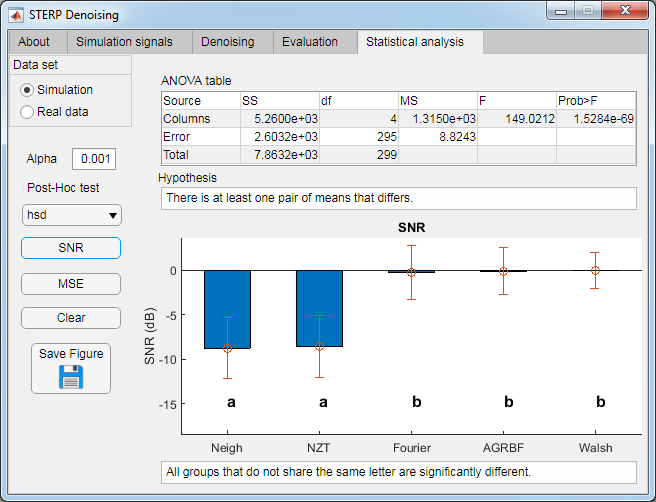 STERP Denoising
About Simulation signals Denoising Evaluation Statistical analysis
Data set
Simulation
Real data
Alpha 0.001
Post-Hoc test
hsd
SNR
MSE
Clear
Save Figure
ANOVA table
Source SS df MS F Prob>F
Columns 5.2600e+03 4 1.3150e+03 149.0212 1.5284e-69
Error 2.6032e+03 295 8.8243
Total 7.8632e+03 299
Hypothesis
There is at least one pair of means that differs.
SNR
SNR (dB)
0
-5
-10
-15
a a b b b
Neigh NZT Fourier AGRBF Walsh
All groups that do not share the same letter are significantly different.